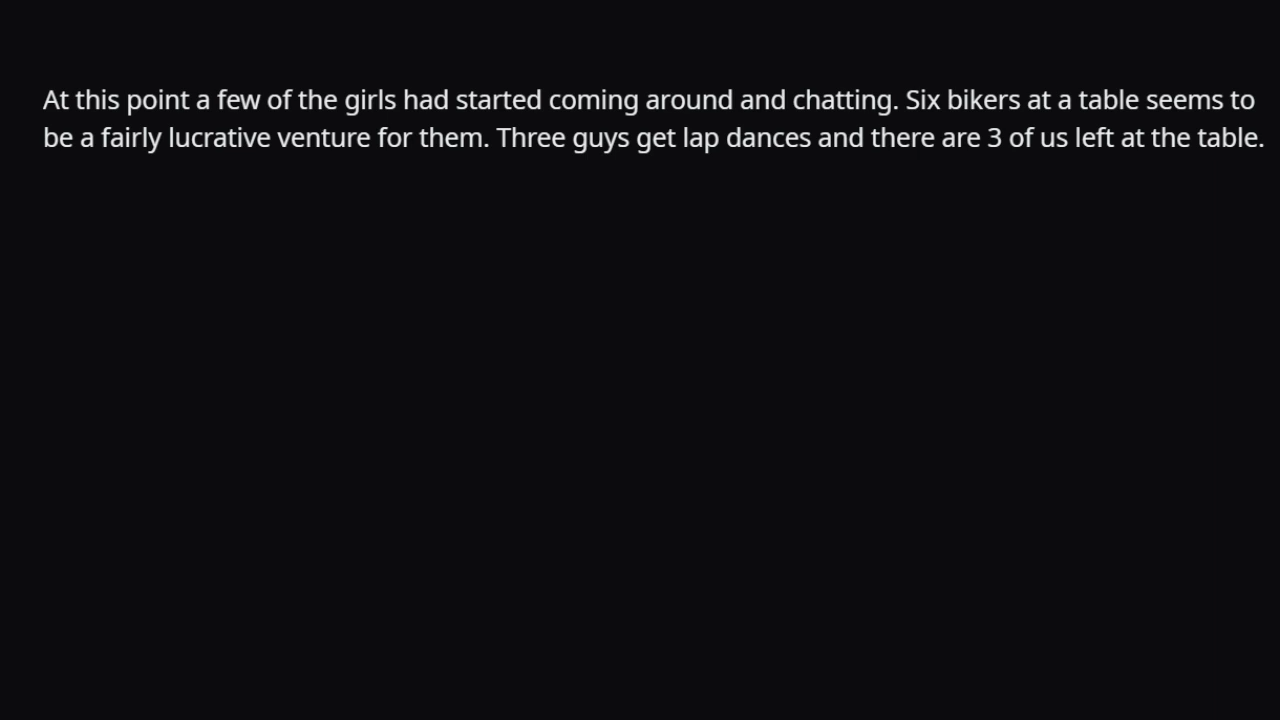 At this point a few of the girls had started coming around and chatting. Six bikers at a table seems to
be a fairly lucrative venture for them. Three guys get lap dances and there are 3 of us left at the table.